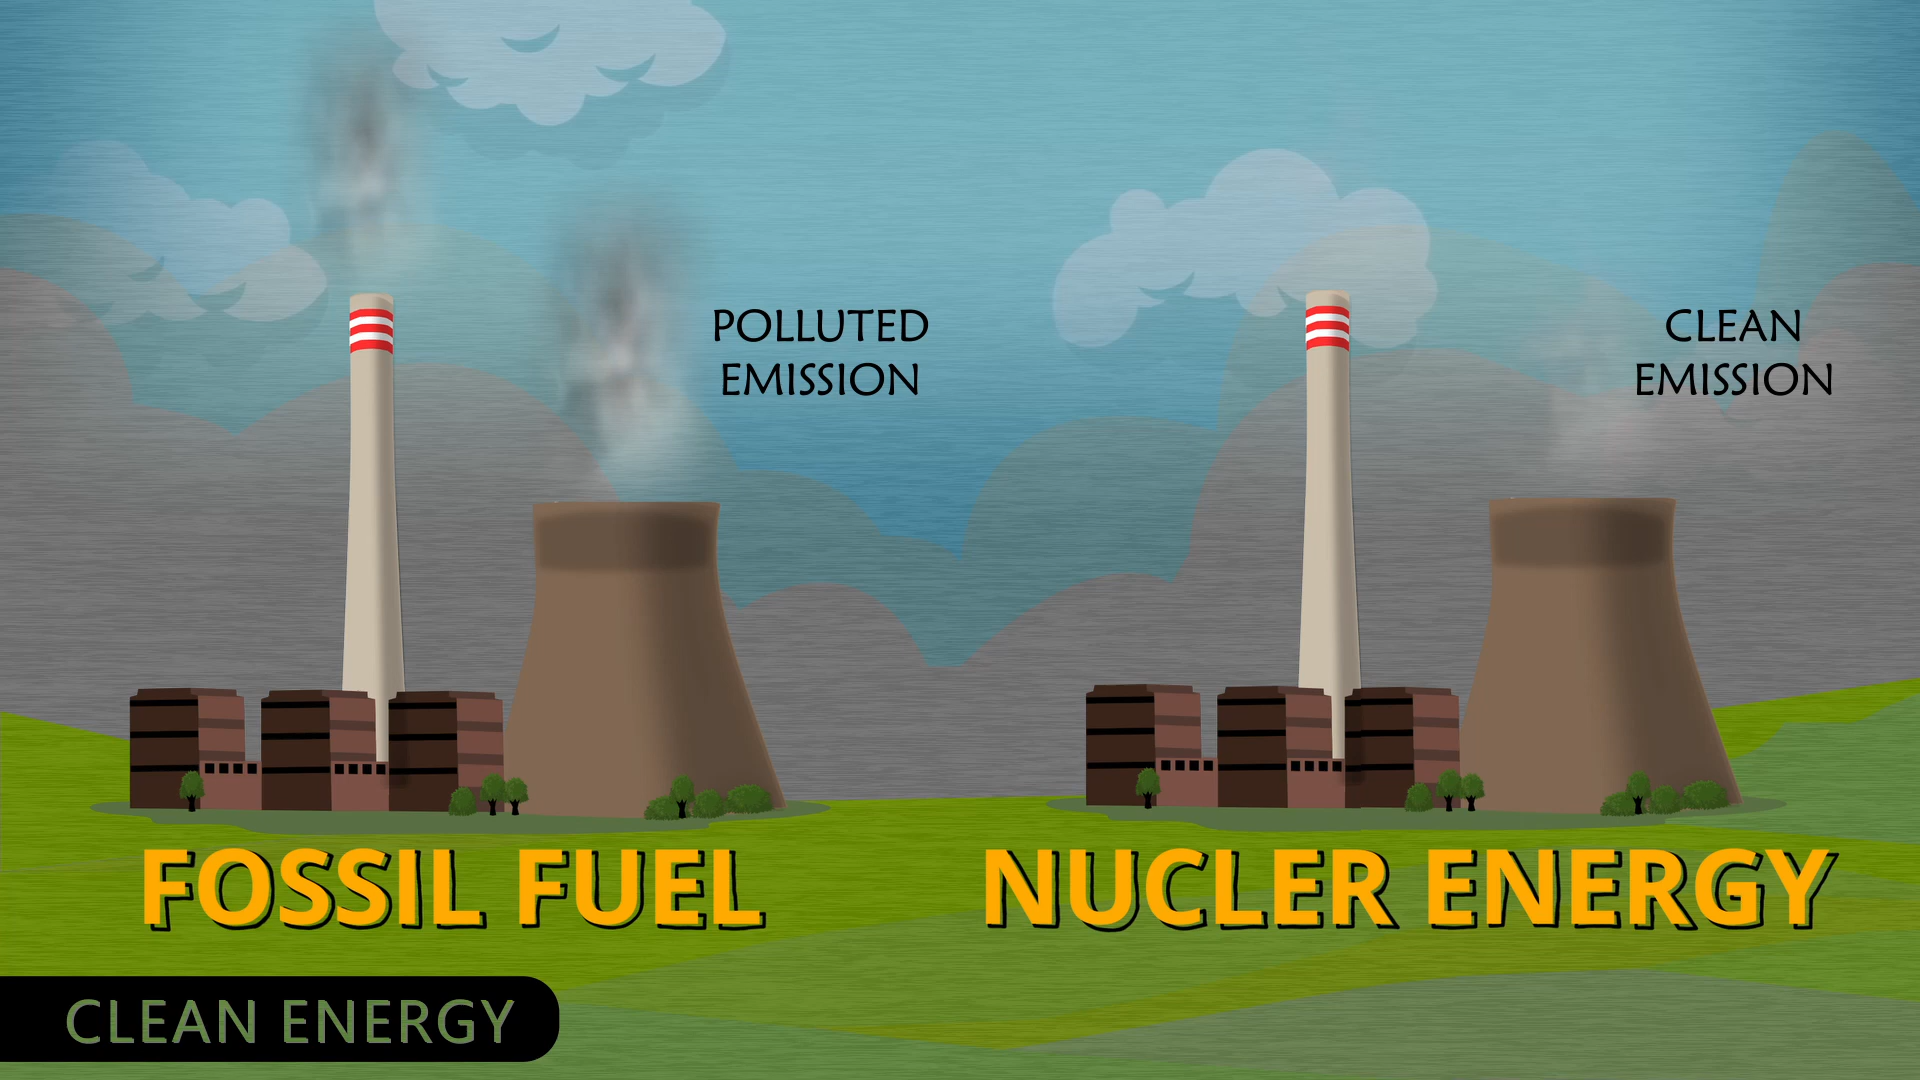 POLLUTED
EMISSION
CLEAN
EMISSION
FOSSIL FUEL
NUCLER ENERGY
CLEAN ENERGY